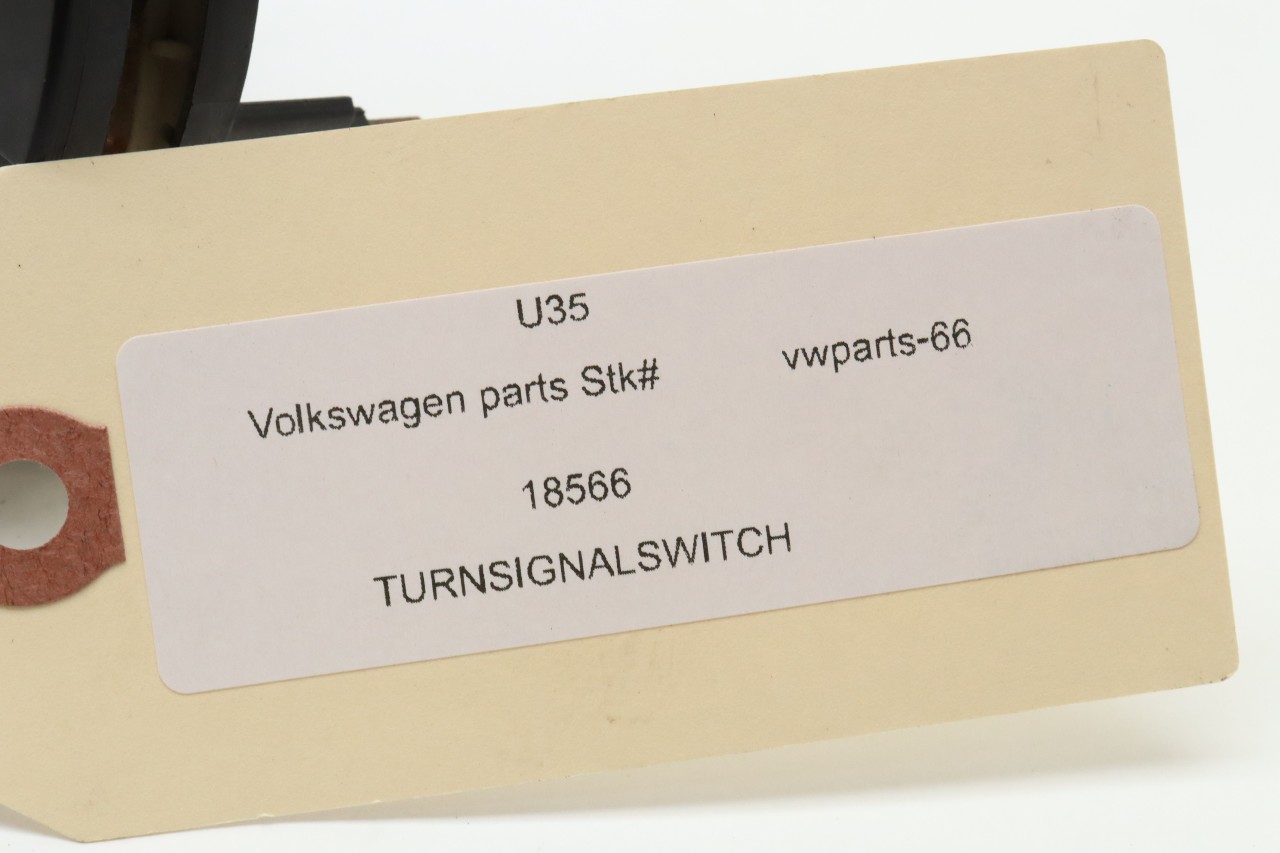 U35
Volkswagen parts Stk# vwparts-66
18566
TURNSIGNALSWITCH